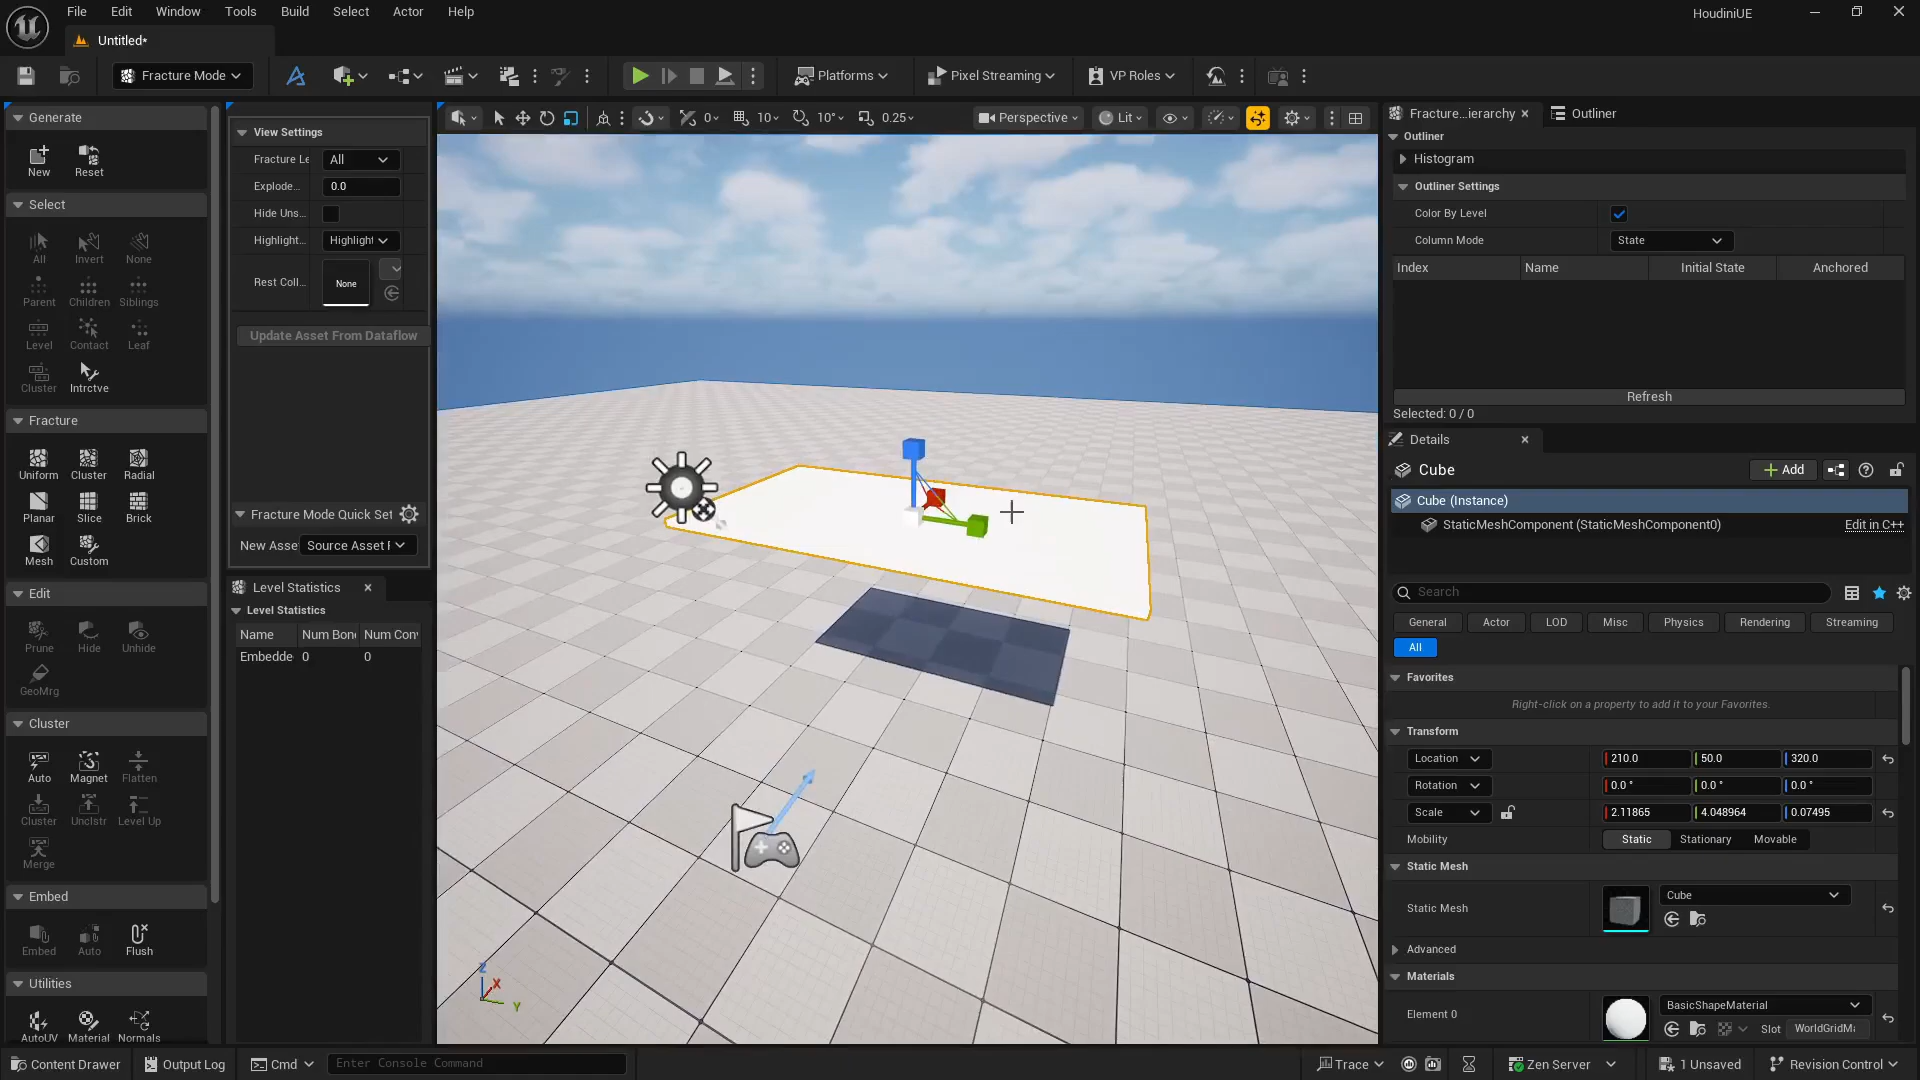 File Edit Window Tools Build Select Actor Help HoudiniUE
Untitled*
Fracture Mode Platforms Pixel Streaming VP Roles
Generate
New Reset
Select
All Invert None
Parent Children Siblings
Level Contact Leaf
Cluster Intrctve
Fracture
Uniform Cluster Radial
Planar Slice Brick
Mesh Custom
Edit
Prune Hide Unhide
GeoMrg
Cluster
Auto Magnet Flatten
Cluster Unclstr Level Up
Merge
Embed
Embed Auto Flush
Utilities
AutoUV Material Normals
View Settings
Fracture Le All
Explode... 0.0
Hide Uns...
Highlight... Highlight
Rest Coll... None
Update Asset From Dataflow
Fracture Mode Quick Set
New Asse Source Asset F
Level Statistics
Level Statistics
Name Num Bone Num Conv
Embedde 0 0
0 10 10° 0.25 Perspective Lit
Z X Y
Fracture...ierarchy Outliner
Outliner
Histogram
Outliner Settings
Color By Level
Column Mode State
Index Name Initial State Anchored
Refresh
Selected: 0 / 0
Details
Cube Add
Cube (Instance)
StaticMeshComponent (StaticMeshComponent0) Edit in C++
Search
General Actor LOD Misc Physics Rendering Streaming
All
Favorites
Right-click on a property to add it to your Favorites.
Transform
Location 210.0 50.0 320.0
Rotation 0.0 ° 0.0 ° 0.0 °
Scale 2.11865 4.048964 0.07495
Mobility Static Stationary Movable
Static Mesh
Static Mesh Cube
Advanced
Materials
Element 0 BasicShapeMaterial
Slot WorldGridMa
Content Drawer Output Log Cmd Enter Console Command Trace Zen Server 1 Unsaved Revision Control